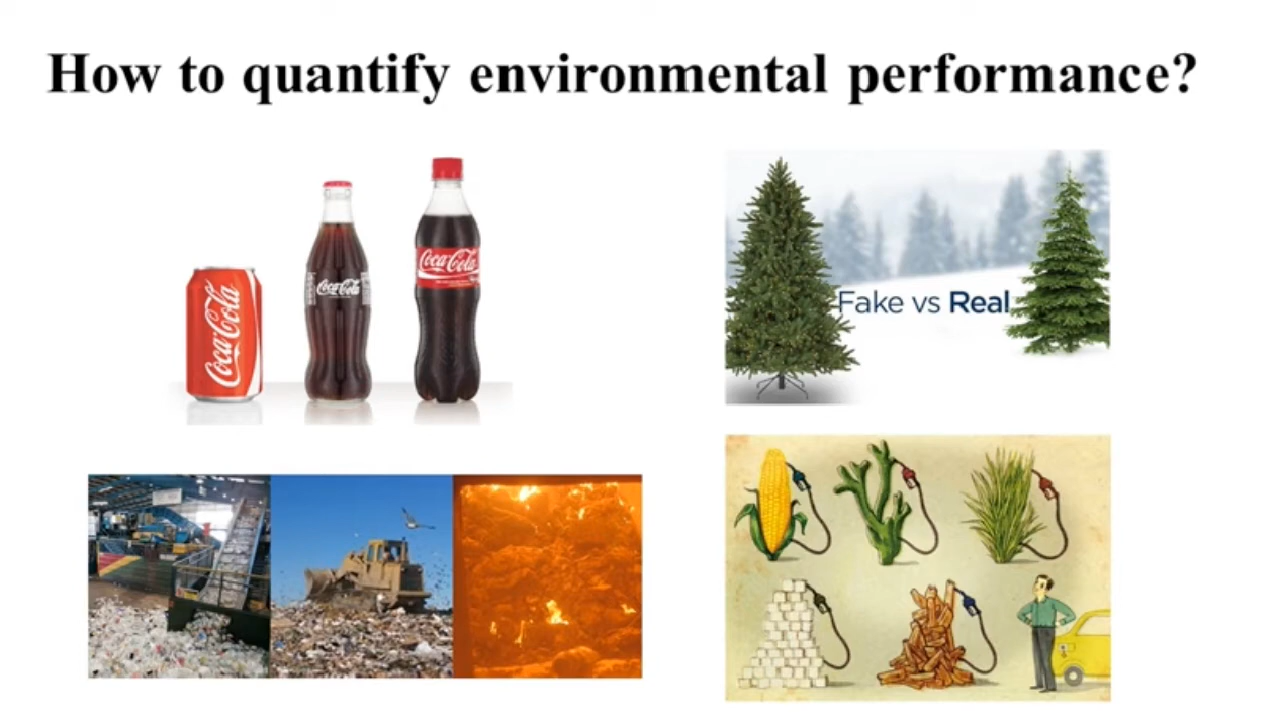 How to quantify environmental performance?
Coca-Cola
Coca-Cola
Coca-Cola
Fake vs Real